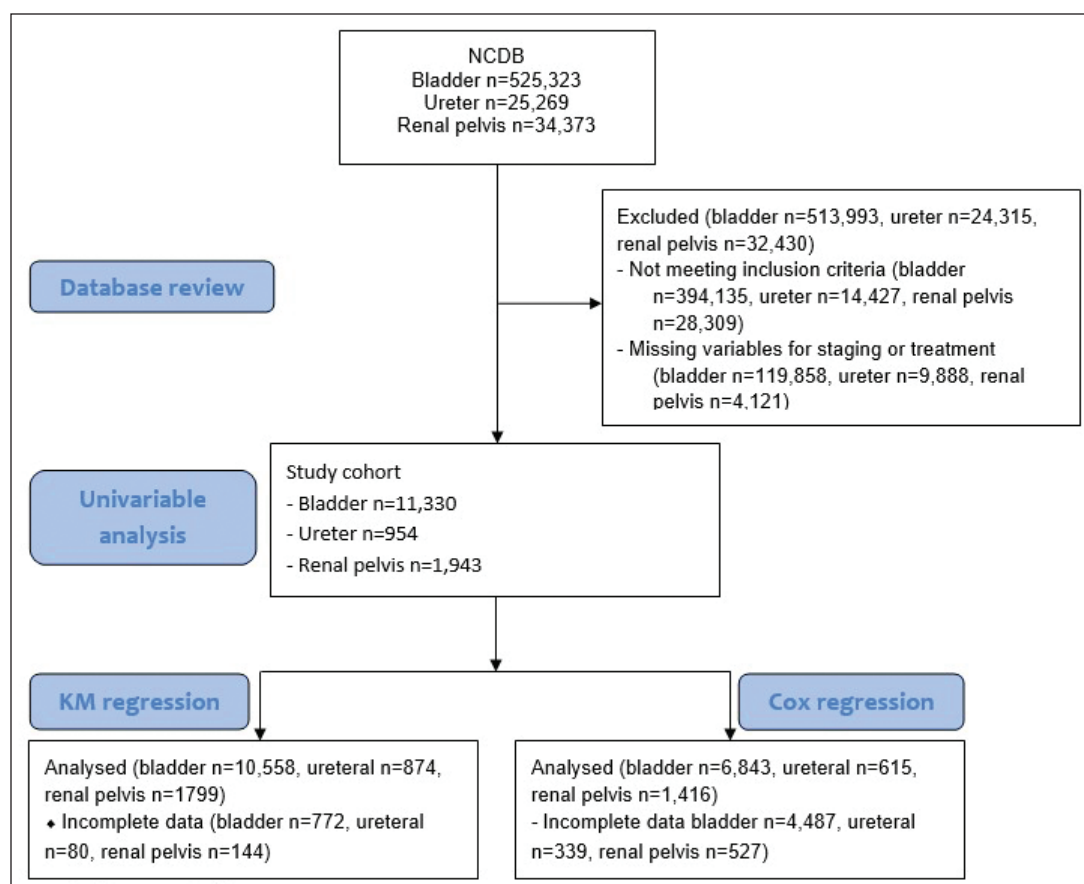 NCDB
Bladder n=525,323
Ureter n=25,269
Renal pelvis n=34,373
Excluded (bladder n=513,993, ureter n=24,315,
renal pelvis n=32,430)
- Not meeting inclusion criteria (bladder
n=394,135, ureter n=14,427, renal pelvis
n=28,309)
- Missing variables for staging or treatment
(bladder n=119,858, ureter n=9,888, renal
pelvis n=4,121)
Database review
Study cohort
- Bladder n=11,330
- Ureter n=954
- Renal pelvis n=1,943
Univariable
analysis
KM regression
Cox regression
Analysed (bladder n=10,558, ureteral n=874,
renal pelvis n=1799)
⬥ Incomplete data (bladder n=772, ureteral
n=80, renal pelvis n=144)
Analysed (bladder n=6,843, ureteral n=615,
renal pelvis n=1,416)
- Incomplete data bladder n=4,487, ureteral
n=339, renal pelvis n=527)